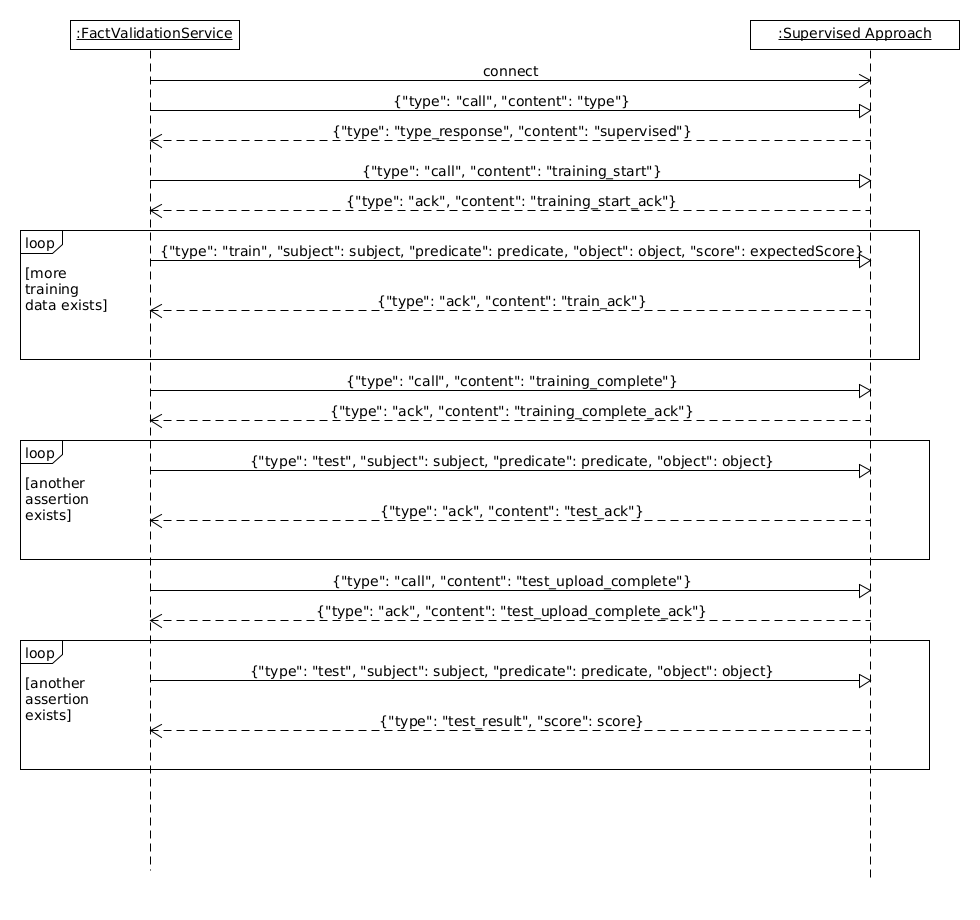 :FactValidationService
:Supervised Approach
connect
{"type": "call", "content": "type"}
{"type": "type_response", "content": "supervised"}
{"type": "call", "content": "training_start"}
{"type": "ack", "content": "training_start_ack"}
loop
{"type": "train", "subject": subject, "predicate": predicate, "object": object, "score": expectedScore}
[more
training
data exists]
{"type": "ack", "content": "train_ack"}
{"type": "call", "content": "training_complete"}
{"type": "ack", "content": "training_complete_ack"}
loop
{"type": "test", "subject": subject, "predicate": predicate, "object": object}
[another
assertion
exists]
{"type": "ack", "content": "test_ack"}
{"type": "call", "content": "test_upload_complete"}
{"type": "ack", "content": "test_upload_complete_ack"}
loop
{"type": "test", "subject": subject, "predicate": predicate, "object": object}
[another
assertion
exists]
{"type": "test_result", "score": score}